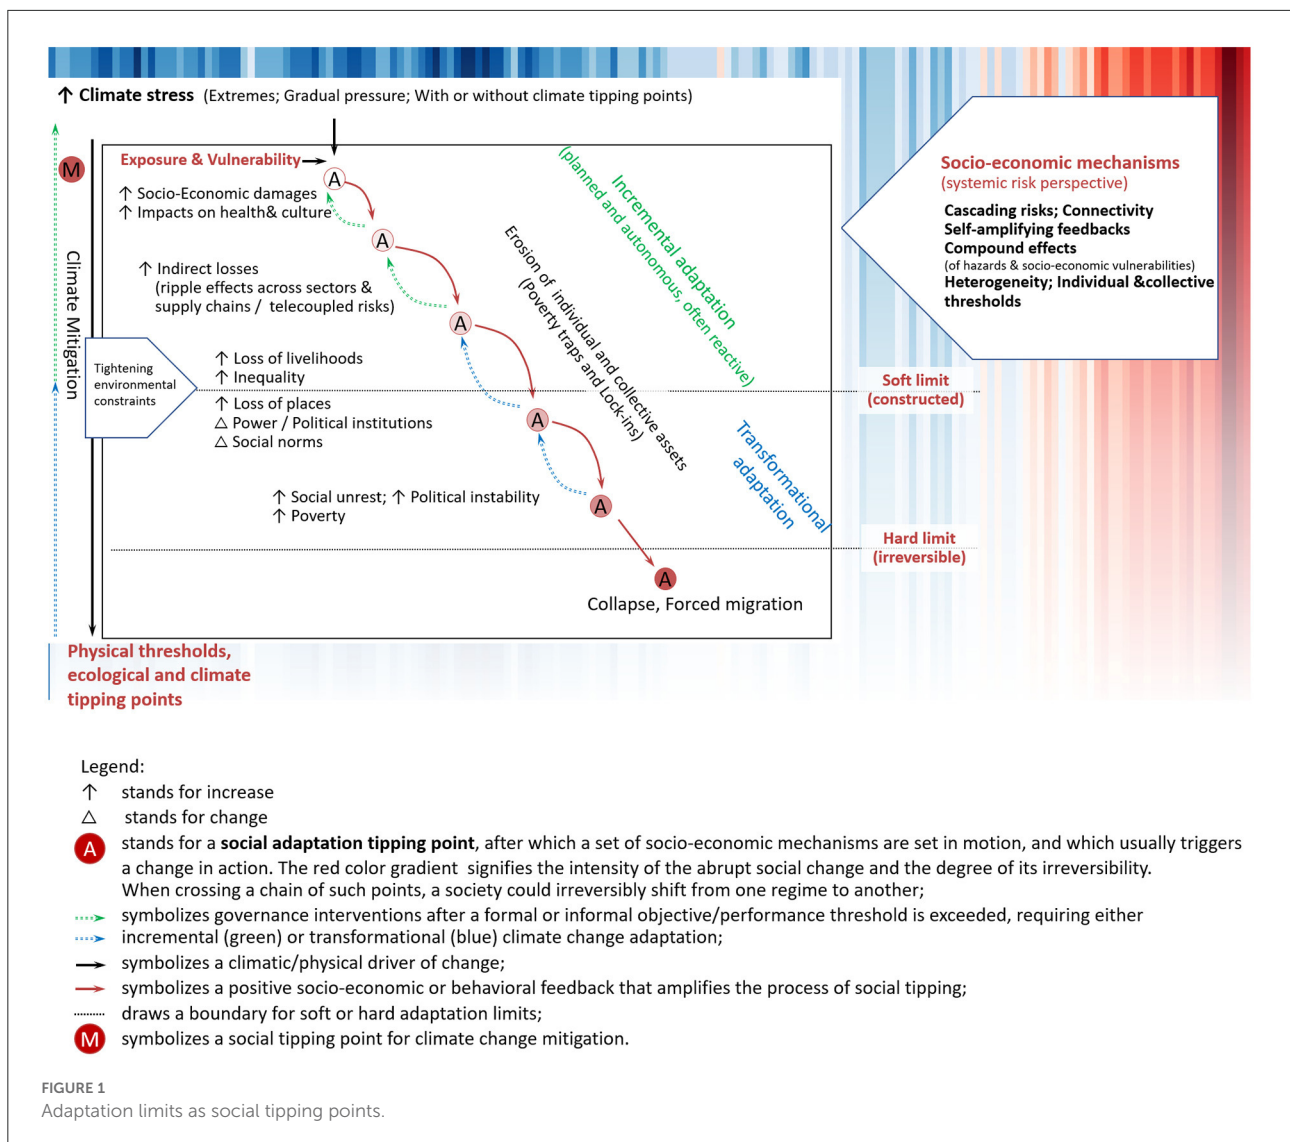 ↑ Climate stress (Extremes; Gradual pressure; With or without climate tipping points)
M
Climate Mitigation
Exposure & Vulnerability
A
↑ Socio-Economic damages
↑ Impacts on health& culture
A
↑ Indirect losses
(ripple effects across sectors &
supply chains / telecoupled risks)
A
Tightening
environmental
constraints
↑ Loss of livelihoods
↑ Inequality
↑ Loss of places
△ Power / Political institutions
△ Social norms
A
↑ Social unrest; ↑ Political instability
↑ Poverty
A
A
Collapse, Forced migration
Erosion of individual and collective assets
(Poverty traps and Lock-ins)
Incremental adaptation
(planned and autonomous, often reactive)
Transformational
adaptation
Socio-economic mechanisms
(systemic risk perspective)
Cascading risks; Connectivity
Self-amplifying feedbacks
Compound effects
(of hazards & socio-economic vulnerabilities)
Heterogeneity; Individual &collective
thresholds
Soft limit
(constructed)
Hard limit
(irreversible)
Physical thresholds,
ecological and climate
tipping points
Legend:
↑ stands for increase
△ stands for change
A stands for a social adaptation tipping point, after which a set of socio-economic mechanisms are set in motion, and which usually triggers
a change in action. The red color gradient signifies the intensity of the abrupt social change and the degree of its irreversibility.
When crossing a chain of such points, a society could irreversibly shift from one regime to another;
symbolizes governance interventions after a formal or informal objective/performance threshold is exceeded, requiring either
incremental (green) or transformational (blue) climate change adaptation;
symbolizes a climatic/physical driver of change;
symbolizes a positive socio-economic or behavioral feedback that amplifies the process of social tipping;
draws a boundary for soft or hard adaptation limits;
M symbolizes a social tipping point for climate change mitigation.
FIGURE 1
Adaptation limits as social tipping points.